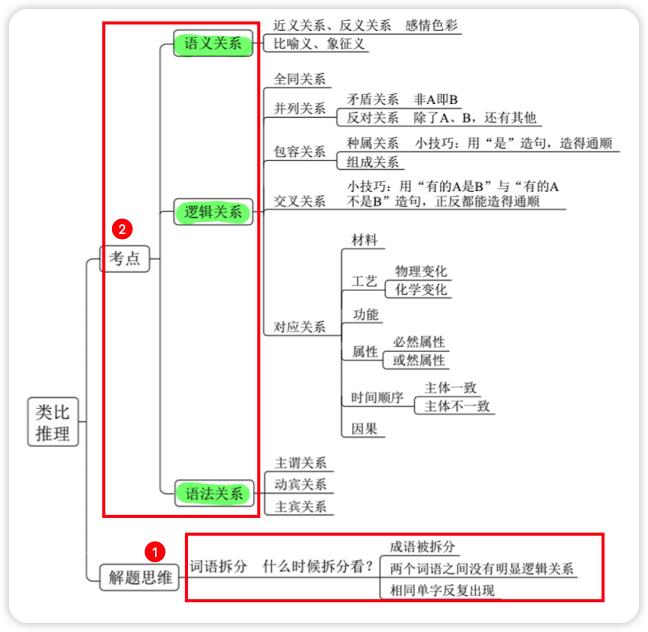 近义关系、反义关系 感情色彩
语义关系
比喻义、象征义
全同关系
矛盾关系 非A即B
并列关系
反对关系 除了A、B，还有其他
种属关系 小技巧：用“是”造句，造得通顺
包容关系
组成关系
小技巧：用“有的A是B”与“有的A
交叉关系
不是B”造句，正反都能造得通顺
逻辑关系
2
考点
材料
物理变化
工艺
化学变化
功能
对应关系
必然属性
属性
或然属性
主体一致
时间顺序
主体不一致
因果
类比
推理
主谓关系
语法关系
动宾关系
主宾关系
1
解题思维
词语拆分 什么时候拆分看？
成语被拆分
两个词语之间没有明显逻辑关系
相同单字反复出现